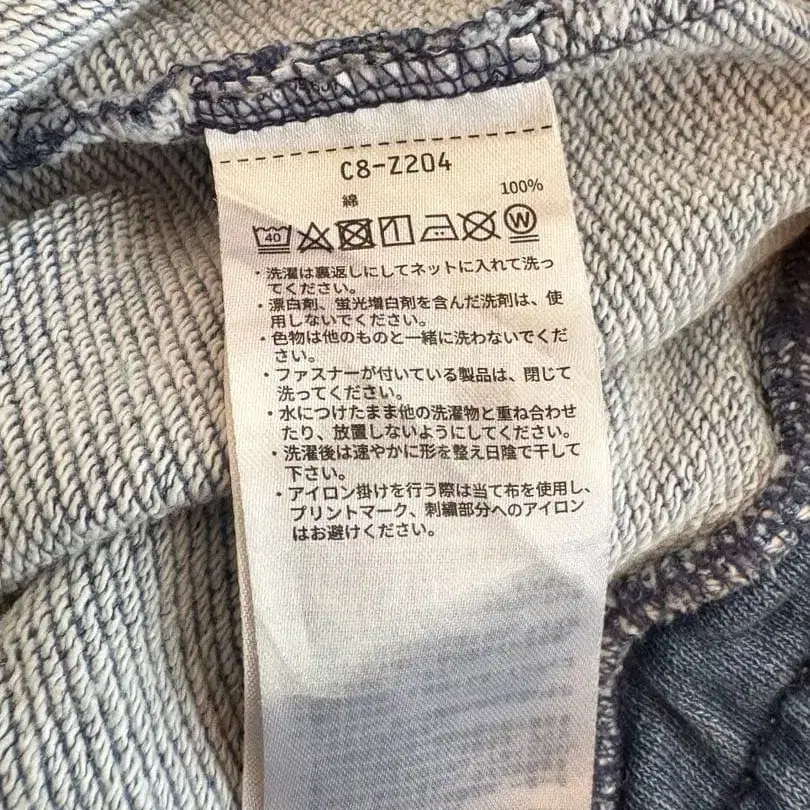 C8-Z204
綿 100%
40 W
・洗濯は裏返しにしてネットに入れて洗っ
てください。
・漂白剤、蛍光増白剤を含んだ洗剤は、使
用しないでください。
・色物は他のものと一緒に洗わないでくだ
さい。
・ファスナーが付いている製品は、閉じて
洗ってください。
・水につけたまま他の洗濯物と重ね合わせ
たり、放置しないようにしてください。
・洗濯後は速やかに形を整え日陰で干して
下さい。
・アイロン掛けを行う際は当て布を使用し、
プリントマーク、刺繍部分へのアイロン
はお避けください。